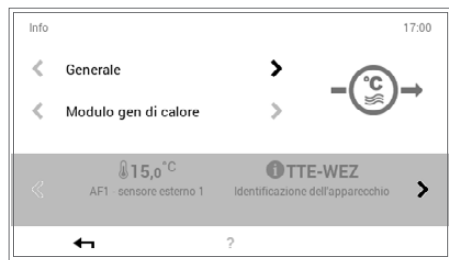 Info 17:00
Generale
Modulo gen di calore
°C
15,0°C TTE-WEZ
AF1 - sensore esterno 1 Identificazione dell'apparecchio
?